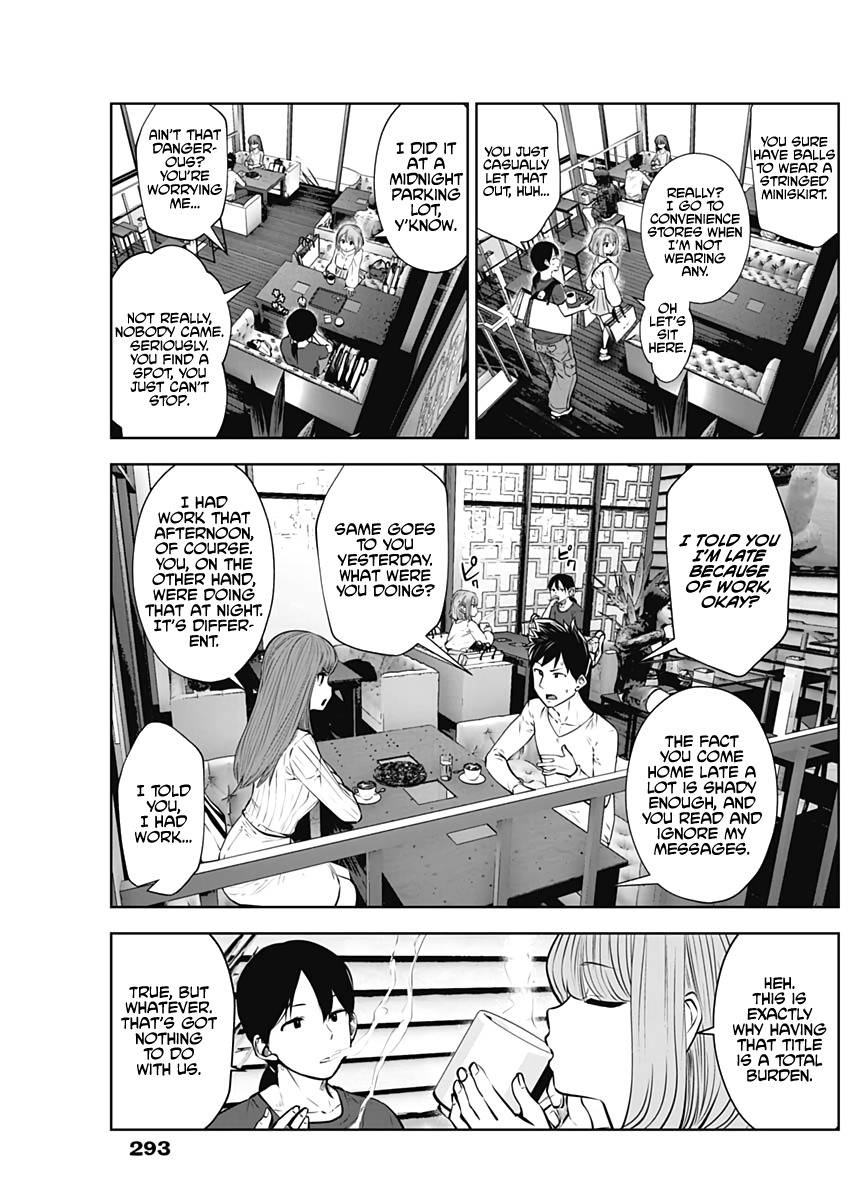 YOU SURE
HAVE BALLS
TO WEAR A
STRINGED
MINISKIRT.
REALLY?
I GO TO
CONVENIENCE
STORES WHEN
I'M NOT
WEARING
ANY.
OH
LET'S
SIT
HERE.
YOU JUST
CASUALLY
LET THAT
OUT, HUH...
I DID IT
AT A
MIDNIGHT
PARKING
LOT,
Y'KNOW.
AIN'T THAT
DANGER-
OUS?
YOU'RE
WORRYING
ME...
NOT REALLY,
NOBODY CAME.
SERIOUSLY.
YOU FIND A
SPOT, YOU
JUST CAN'T
STOP.
I TOLD YOU
I'M LATE
BECAUSE
OF WORK,
OKAY?
THE FACT
YOU COME
HOME LATE A
LOT IS SHADY
ENOUGH, AND
YOU READ AND
IGNORE MY
MESSAGES.
ピク
ピク
SAME GOES
TO YOU
YESTERDAY.
WHAT WERE
YOU DOING?
I HAD
WORK THAT
AFTERNOON,
OF COURSE.
YOU, ON THE
OTHER HAND,
WERE DOING
THAT AT NIGHT.
IT'S DIFFER-
ENT.
I TOLD
YOU,
I HAD
WORK...
HEH.
THIS IS
EXACTLY
WHY HAVING
THAT TITLE
IS A TOTAL
BURDEN.
TRUE, BUT
WHATEVER.
THAT'S GOT
NOTHING
TO DO
WITH US.
293